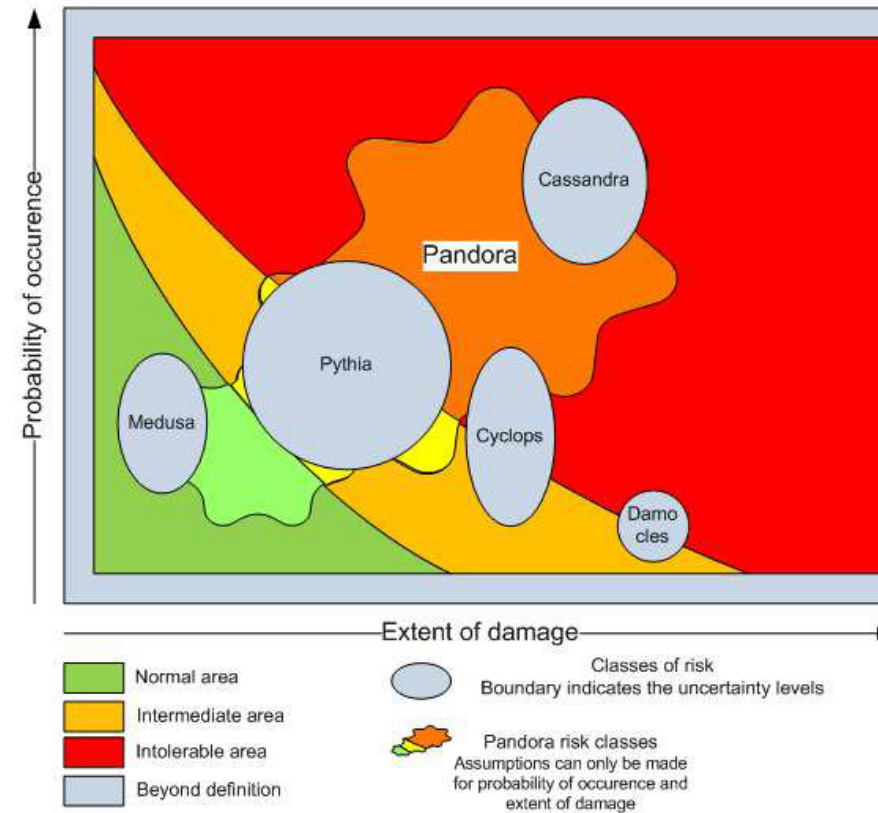 Probability of occurence
Cassandra
Pandora
Pythia
Medusa
Cyclops
Damo
cles
Extent of damage
Normal area
Intermediate area
Intolerable area
Beyond definition
Classes of risk
Boundary indicates the uncertainty levels
Pandora risk classes
Assumptions can only be made
for probability of occurence and
extent of damage